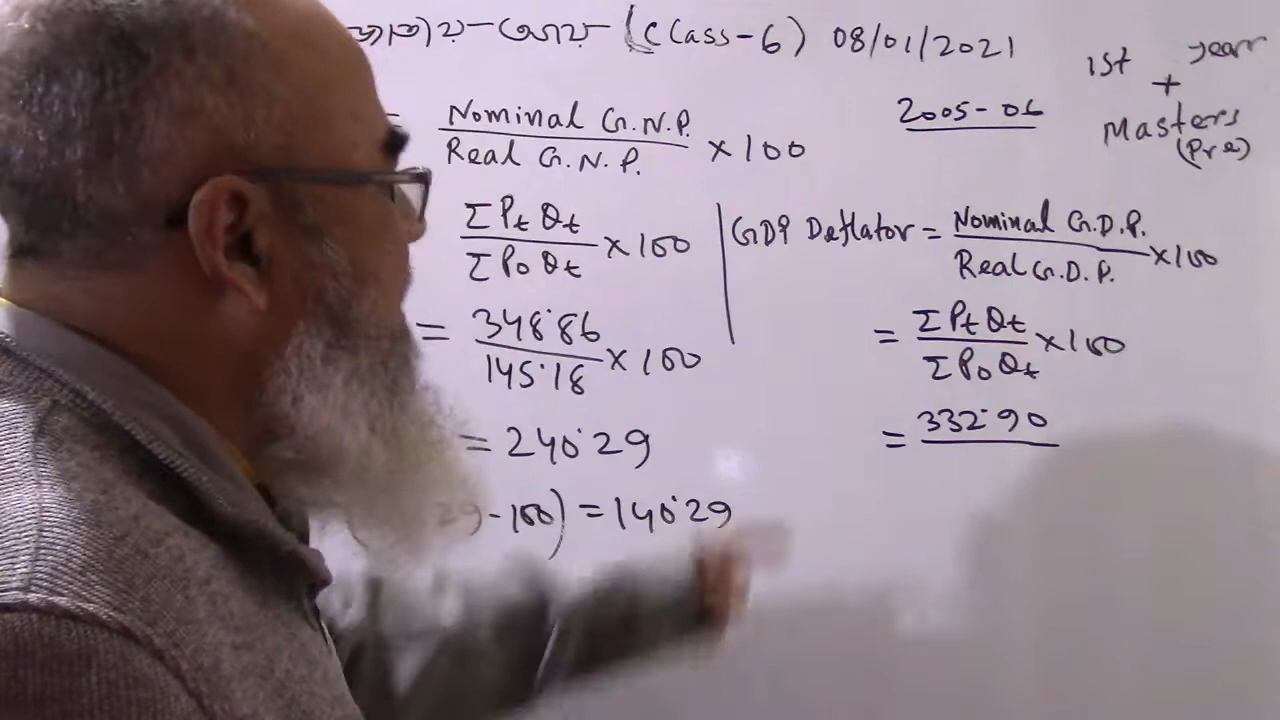 (Class-6) 08/01/2021
1st year
+
Masters
(Pre)
= Nominal G.N.P. / Real G.N.P. × 100
ΣPtQt / ΣP0Qt × 100
= 348.86 / 145.18 × 100
= 240.29
-100) = 140.29
2005-06
GDP Deflator = Nominal G.D.P. / Real G.D.P. × 100
= ΣPtQt / ΣP0Qt × 100
= 332.90